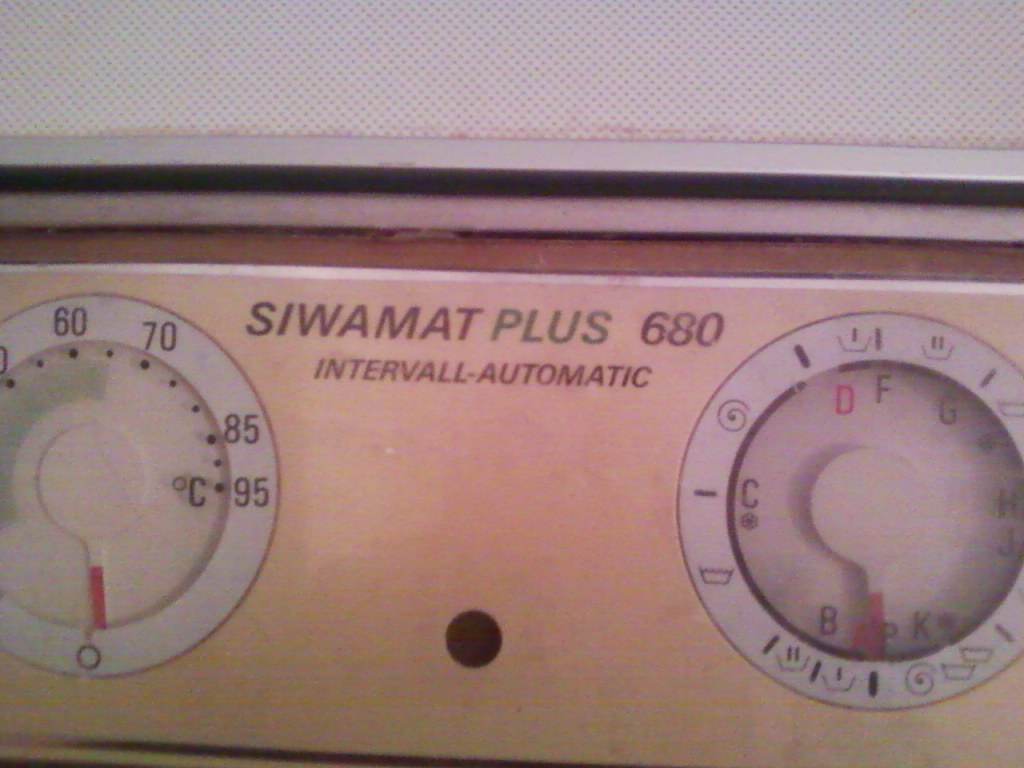 SIWAMAT PLUS 680
INTERVALL-AUTOMATIC
60
70
85
°C 95
D
F
G
C
H
J
B
P
K